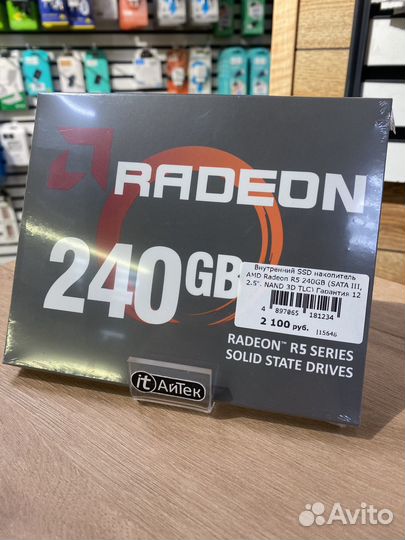 RADEON
240GB
Внутренний SSD накопитель
AMD Radeon R5 240GB (SATA III,
2.5", NAND 3D TLC) Гарантия 12
4 897065 181234
2 100 руб. 115646
RADEON™ R5 SERIES
SOLID STATE DRIVES
it АйТек
Avito